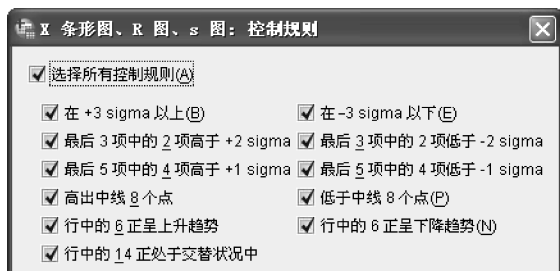 X 条形图、R 图、s 图: 控制规则
选择所有控制规则(A)
在 +3 sigma 以上(B)
在 -3 sigma 以下(E)
最后 3 项中的 2 项高于 +2 sigma
最后 3 项中的 2 项低于 -2 sigma
最后 5 项中的 4 项高于 +1 sigma
最后 5 项中的 4 项低于 -1 sigma
高出中线 8 个点
低于中线 8 个点(P)
行中的 6 正呈上升趋势
行中的 6 正呈下降趋势(N)
行中的 14 正处于交替状况中